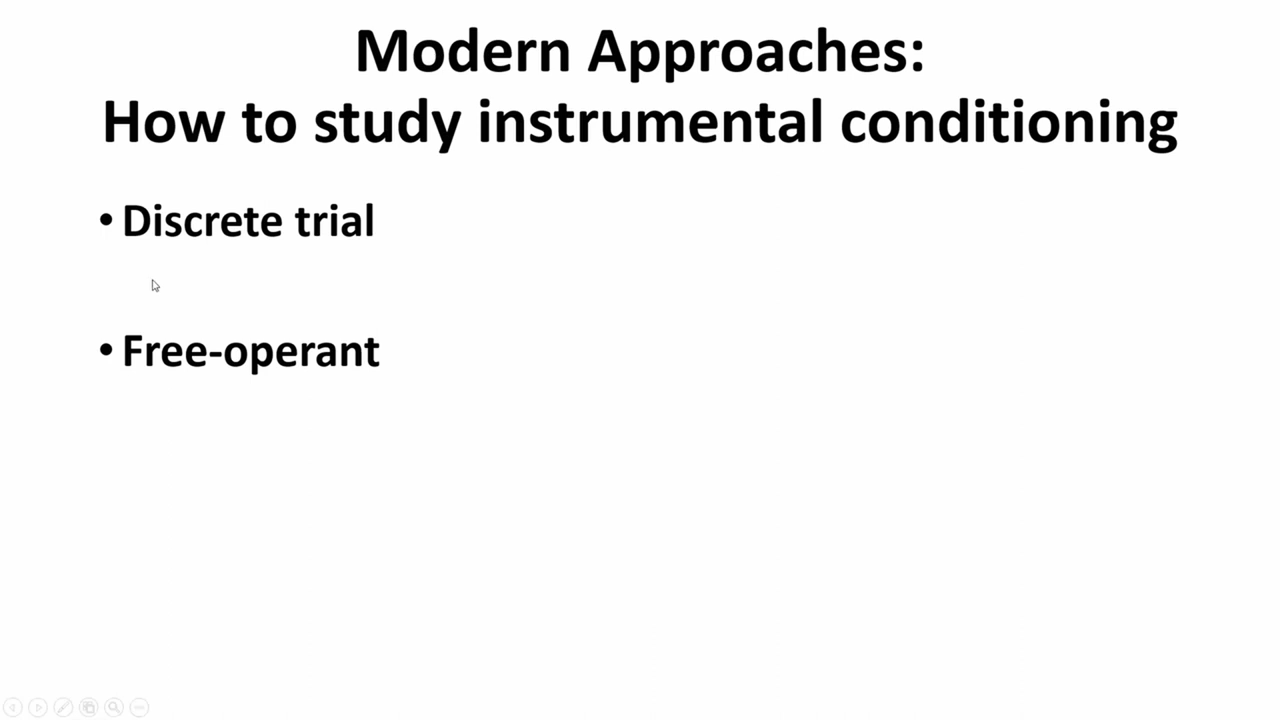 Modern Approaches:
How to study instrumental conditioning
• Discrete trial
• Free-operant